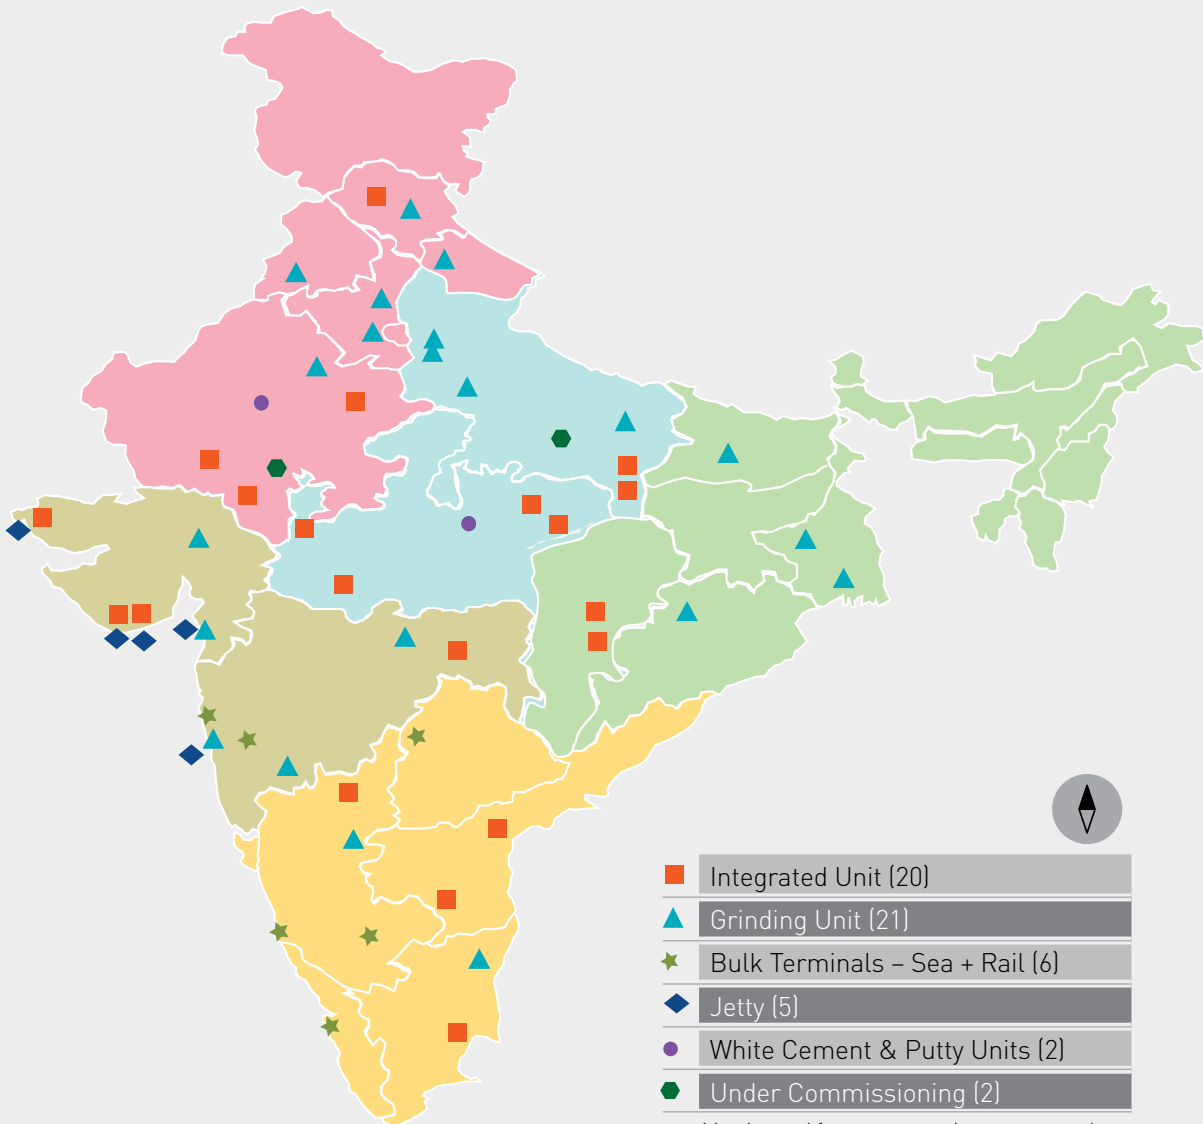 Integrated Unit (20)
Grinding Unit (21)
Bulk Terminals – Sea + Rail (6)
Jetty (5)
White Cement & Putty Units (2)
Under Commissioning (2)